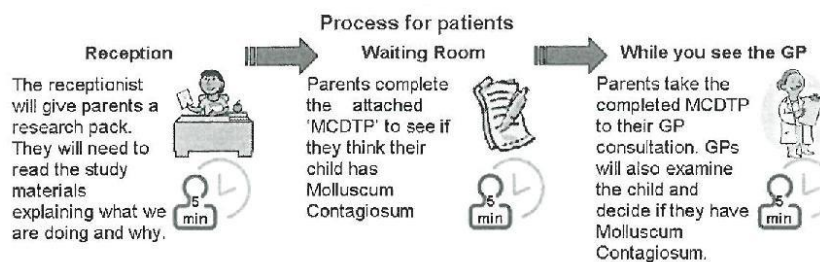 Process for patients
Reception
The receptionist
will give parents a
research pack.
They will need to
read the study
materials
explaining what we
are doing and why.
5
min
Waiting Room
Parents complete
the attached
'MCDTP' to see if
they think their
child has
Molluscum
Contagiosum
5
min
While you see the GP
Parents take the
completed MCDTP
to their GP
consultation. GPs
will also examine
the child and
decide if they have
Molluscum
Contagiosum.
5
min